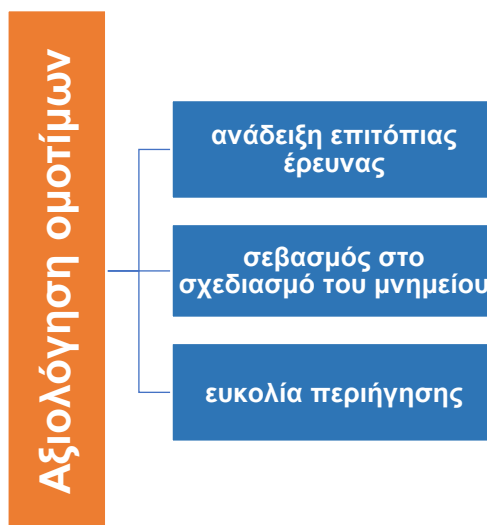 Αξιολόγηση ομοτίμων
ανάδειξη επιτόπιας
έρευνας
σεβασμός στο
σχεδιασμό του μνημείου
ευκολία περιήγησης